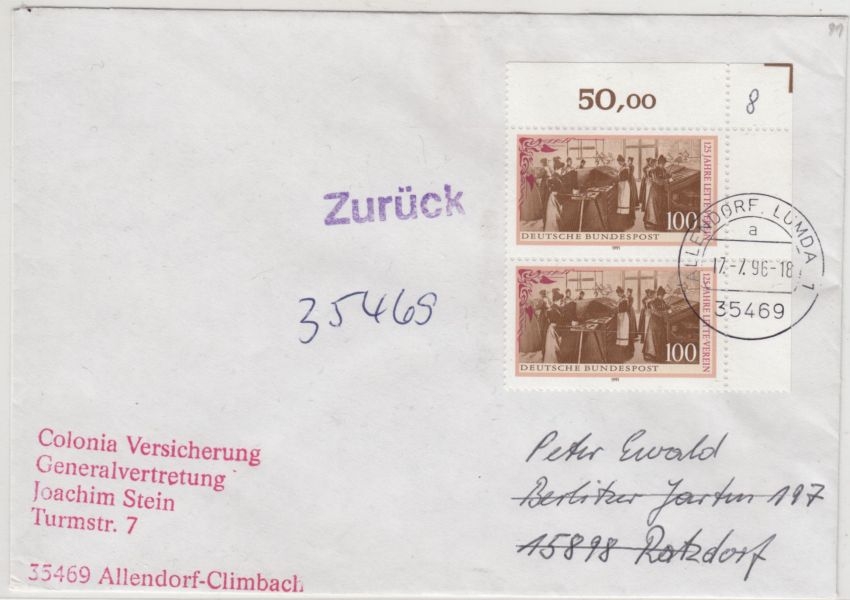 50,00
8
91
125 JAHRE LETTE-VEREIN
100
DEUTSCHE BUNDESPOST
1991
ALLENDORF, LUMDA 1
a
17.-7.96-18
35469
125 JAHRE LETTE-VEREIN
100
DEUTSCHE BUNDESPOST
1991
Zurück
35469
Colonia Versicherung
Generalvertretung
Joachim Stein
Turmstr. 7
35469 Allendorf-Climbach
Peter Ewald
Berlitzer Garten 197
15898 Ratzdorf